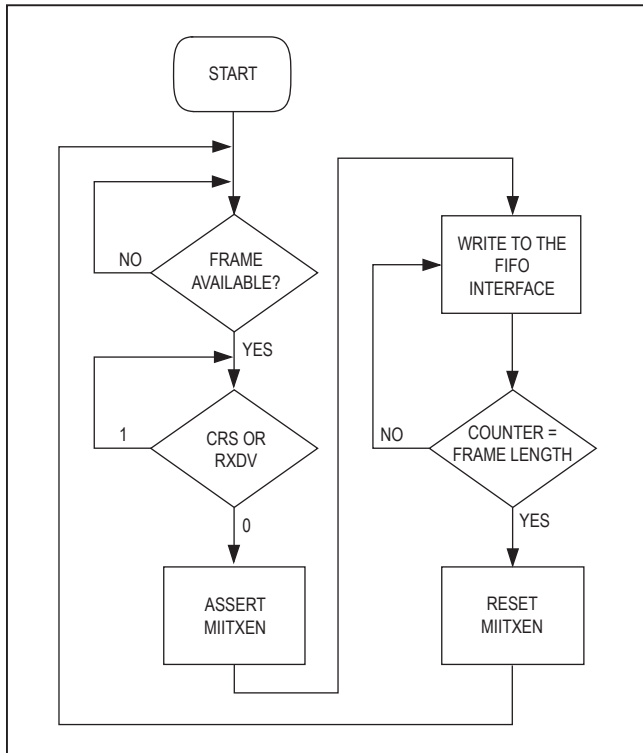 START
NO
FRAME
AVAILABLE?
YES
1
CRS OR
RXDV
0
ASSERT
MIITXEN
WRITE TO THE
FIFO
INTERFACE
NO
COUNTER =
FRAME LENGTH
YES
RESET
MIITXEN